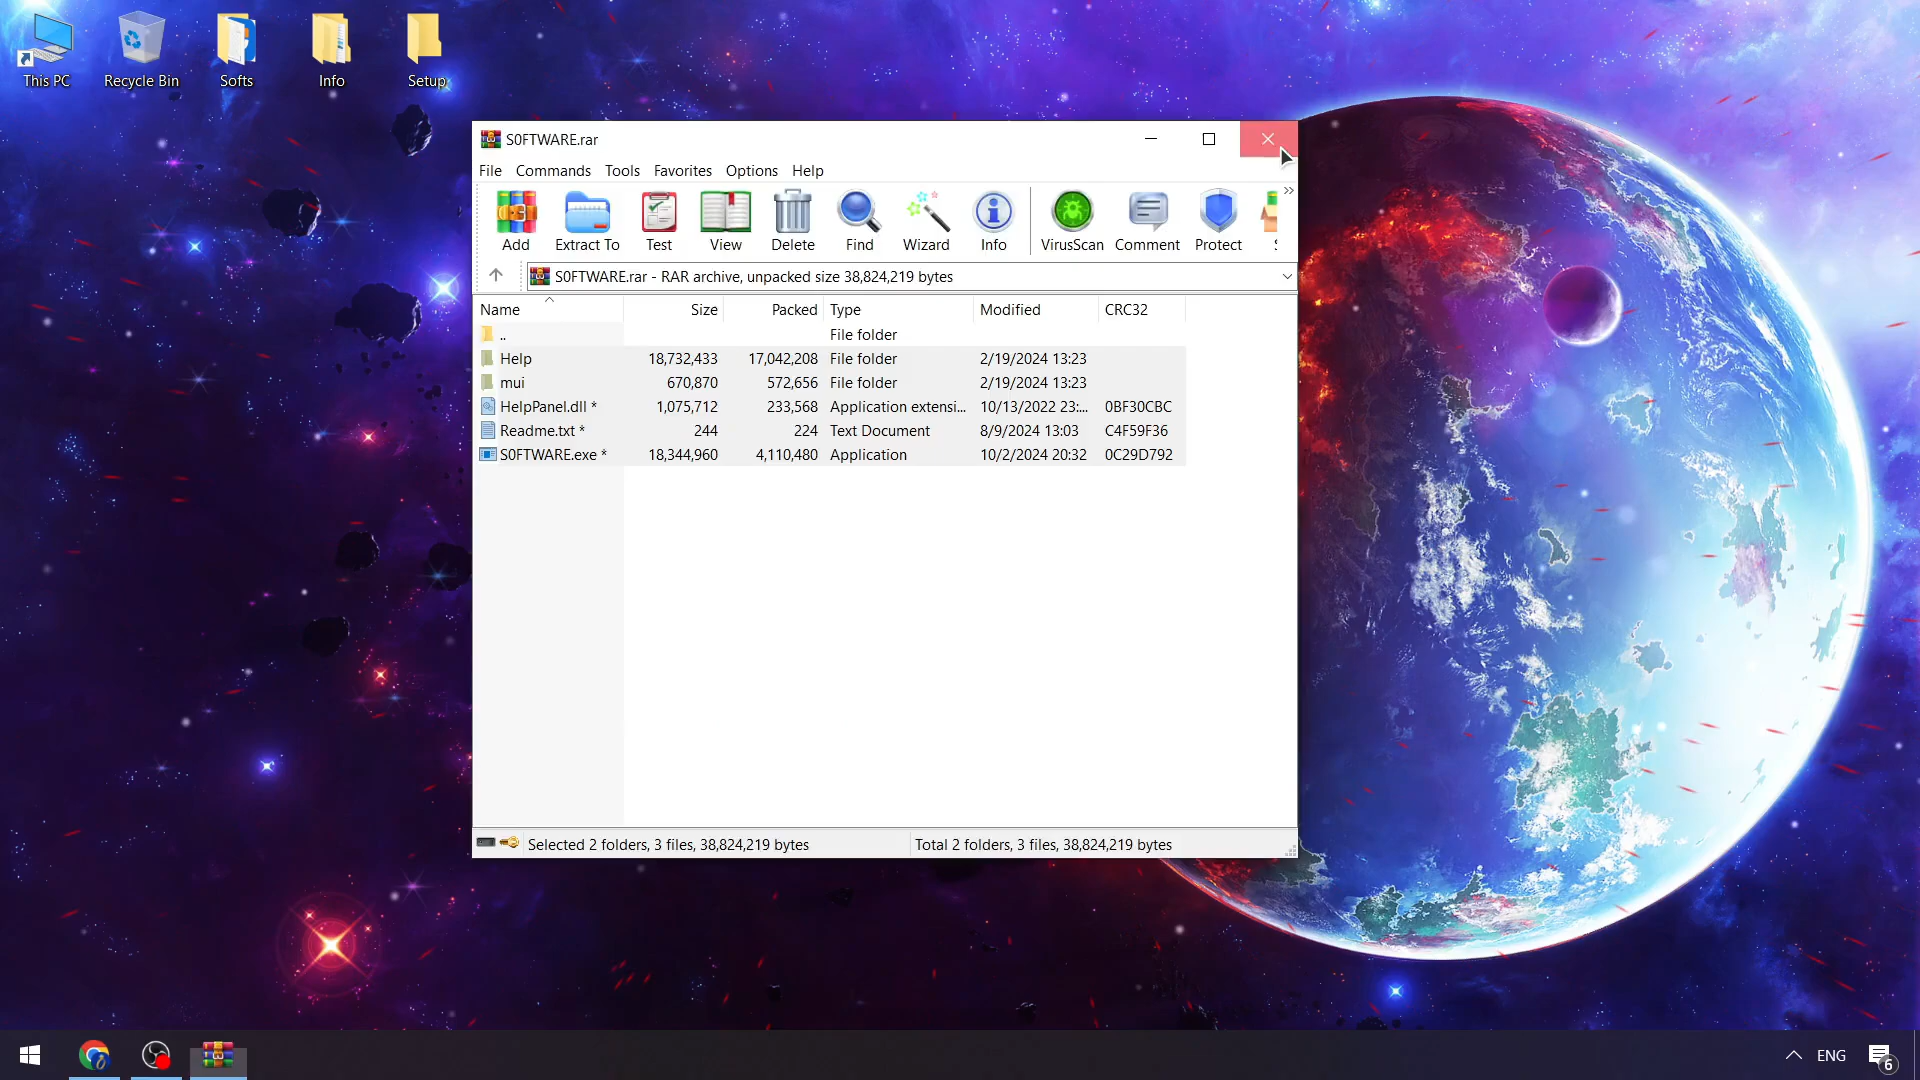 This PC
Recycle Bin
Softs
Info
Setup
S0FTWARE.rar
File Commands Tools Favorites Options Help
Add Extract To Test View Delete Find Wizard Info VirusScan Comment Protect
S0FTWARE.rar - RAR archive, unpacked size 38,824,219 bytes
Name Size Packed Type Modified CRC32
.. File folder
Help 18,732,433 17,042,208 File folder 2/19/2024 13:23
mui 670,870 572,656 File folder 2/19/2024 13:23
HelpPanel.dll * 1,075,712 233,568 Application extensi... 10/13/2022 23:... 0BF30CBC
Readme.txt * 244 224 Text Document 8/9/2024 13:03 C4F59F36
S0FTWARE.exe * 18,344,960 4,110,480 Application 10/2/2024 20:32 0C29D792
Selected 2 folders, 3 files, 38,824,219 bytes
Total 2 folders, 3 files, 38,824,219 bytes
ENG
6